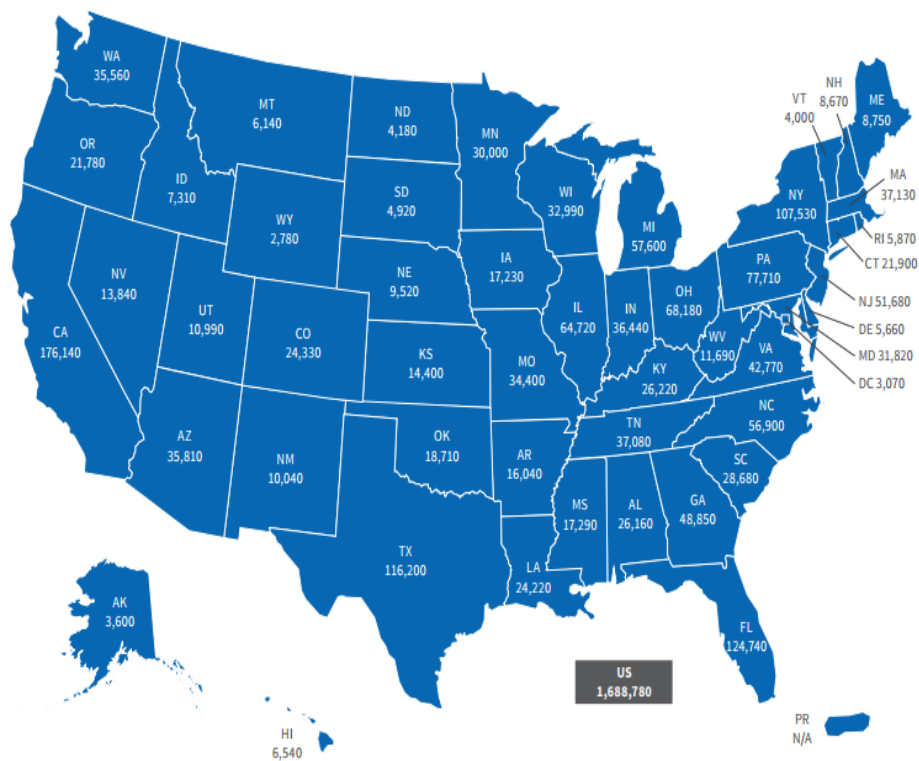 WA
35,560
OR
21,780
ID
7,310
MT
6,140
ND
4,180
MN
30,000
SD
4,920
WY
2,780
NV
13,840
UT
10,990
CO
24,330
NE
9,520
IA
17,230
WI
32,990
MI
57,600
CA
176,140
KS
14,400
MO
34,400
IL
64,720
IN
36,440
OH
68,180
WV
11,690
KY
26,220
VA
42,770
PA
77,710
NY
107,530
VT
4,000
NH
8,670
ME
8,750
MA
37,130
RI 5,870
CT 21,900
NJ 51,680
DE 5,660
MD 31,820
DC 3,070
NC
56,900
TN
37,080
SC
28,680
AZ
35,810
NM
10,040
OK
18,710
AR
16,040
MS
17,290
AL
26,160
GA
48,850
TX
116,200
LA
24,220
FL
124,740
AK
3,600
HI
6,540
US
1,688,780
PR
N/A